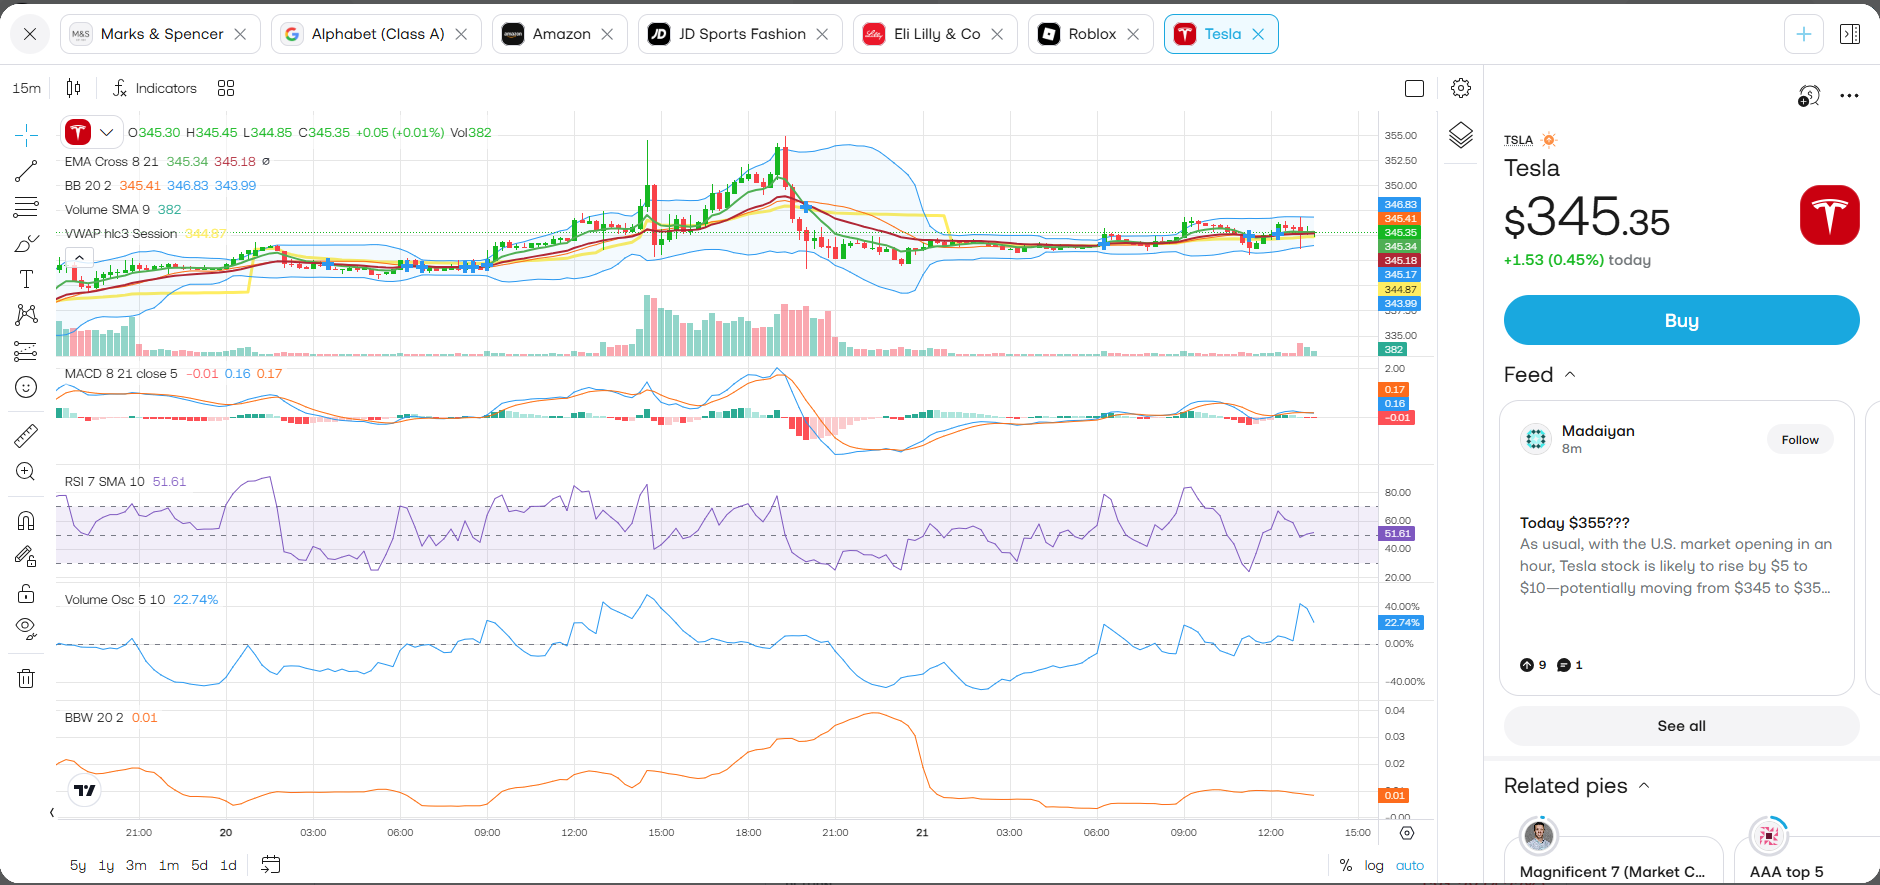 M&S
Marks & Spencer
Alphabet (Class A)
amazon
Amazon
JD
JD Sports Fashion
Lilly
Eli Lilly & Co
Roblox
Tesla
15m
Indicators
O345.30 H345.45 L344.85 C345.35 +0.05 (+0.01%) Vol382
EMA Cross 8 21 345.34 345.18 ø
BB 20 2 345.41 346.83 343.99
Volume SMA 9 382
VWAP hlc3 Session 344.87
355.00
352.50
350.00
346.83
345.41
345.35
345.34
345.18
345.17
344.87
343.99
337.50
335.00
382
MACD 8 21 close 5 −0.01 0.16 0.17
2.00
0.17
0.16
−0.01
RSI 7 SMA 10 51.61
80.00
60.00
51.61
40.00
20.00
Volume Osc 5 10 22.74%
40.00%
22.74%
0.00%
−40.00%
BBW 20 2 0.01
0.04
0.03
0.02
0.01
−0.00
21:00 20 03:00 06:00 09:00 12:00 15:00 18:00 21:00 21 03:00 06:00 09:00 12:00 15:00
5y 1y 3m 1m 5d 1d
% log auto
TSLA
Tesla
$345.35
+1.53 (0.45%) today
Buy
Feed
Madaiyan
8m
Follow
Today $355???
As usual, with the U.S. market opening in an
hour, Tesla stock is likely to rise by $5 to
$10—potentially moving from $345 to $35...
9 1
See all
Related pies
Magnificent 7 (Market C...
AAA top 5